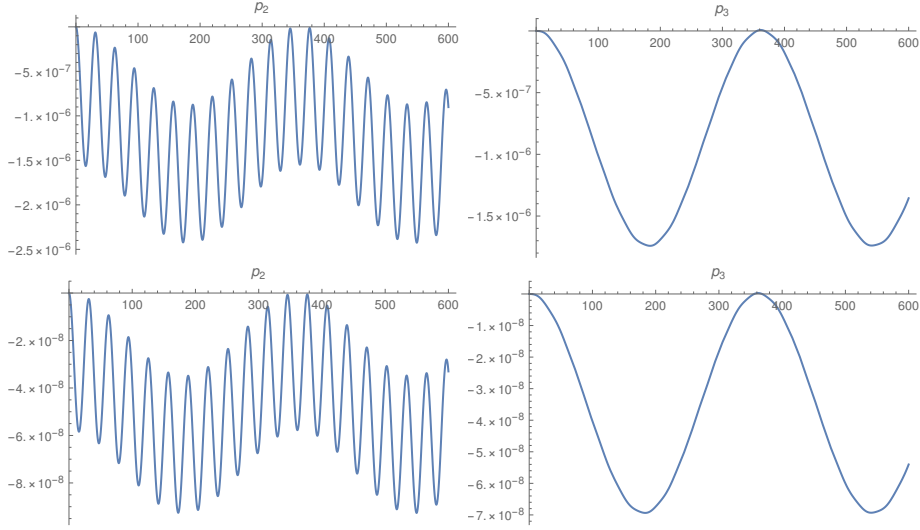 p₂
100 200 300 400 500 600
−5. × 10⁻⁷
−1. × 10⁻⁶
−1.5 × 10⁻⁶
−2. × 10⁻⁶
−2.5 × 10⁻⁶
p₃
100 200 300 400 500 600
−5. × 10⁻⁷
−1. × 10⁻⁶
−1.5 × 10⁻⁶
p₂
100 200 300 400 500 600
−2. × 10⁻⁸
−4. × 10⁻⁸
−6. × 10⁻⁸
−8. × 10⁻⁸
p₃
100 200 300 400 500 600
−1. × 10⁻⁸
−2. × 10⁻⁸
−3. × 10⁻⁸
−4. × 10⁻⁸
−5. × 10⁻⁸
−6. × 10⁻⁸
−7. × 10⁻⁸